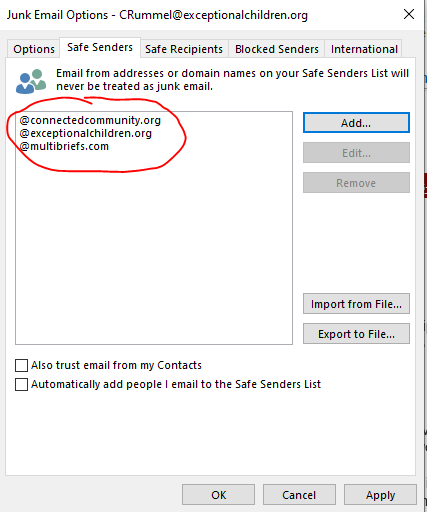 Junk Email Options - CRummel@exceptionalchildren.org
Options Safe Senders Safe Recipients Blocked Senders International
Email from addresses or domain names on your Safe Senders List will
never be treated as junk email.
@connectedcommunity.org
@exceptionalchildren.org
@multibriefs.com
Add...
Edit...
Remove
Import from File...
Export to File...
Also trust email from my Contacts
Automatically add people I email to the Safe Senders List
OK Cancel Apply